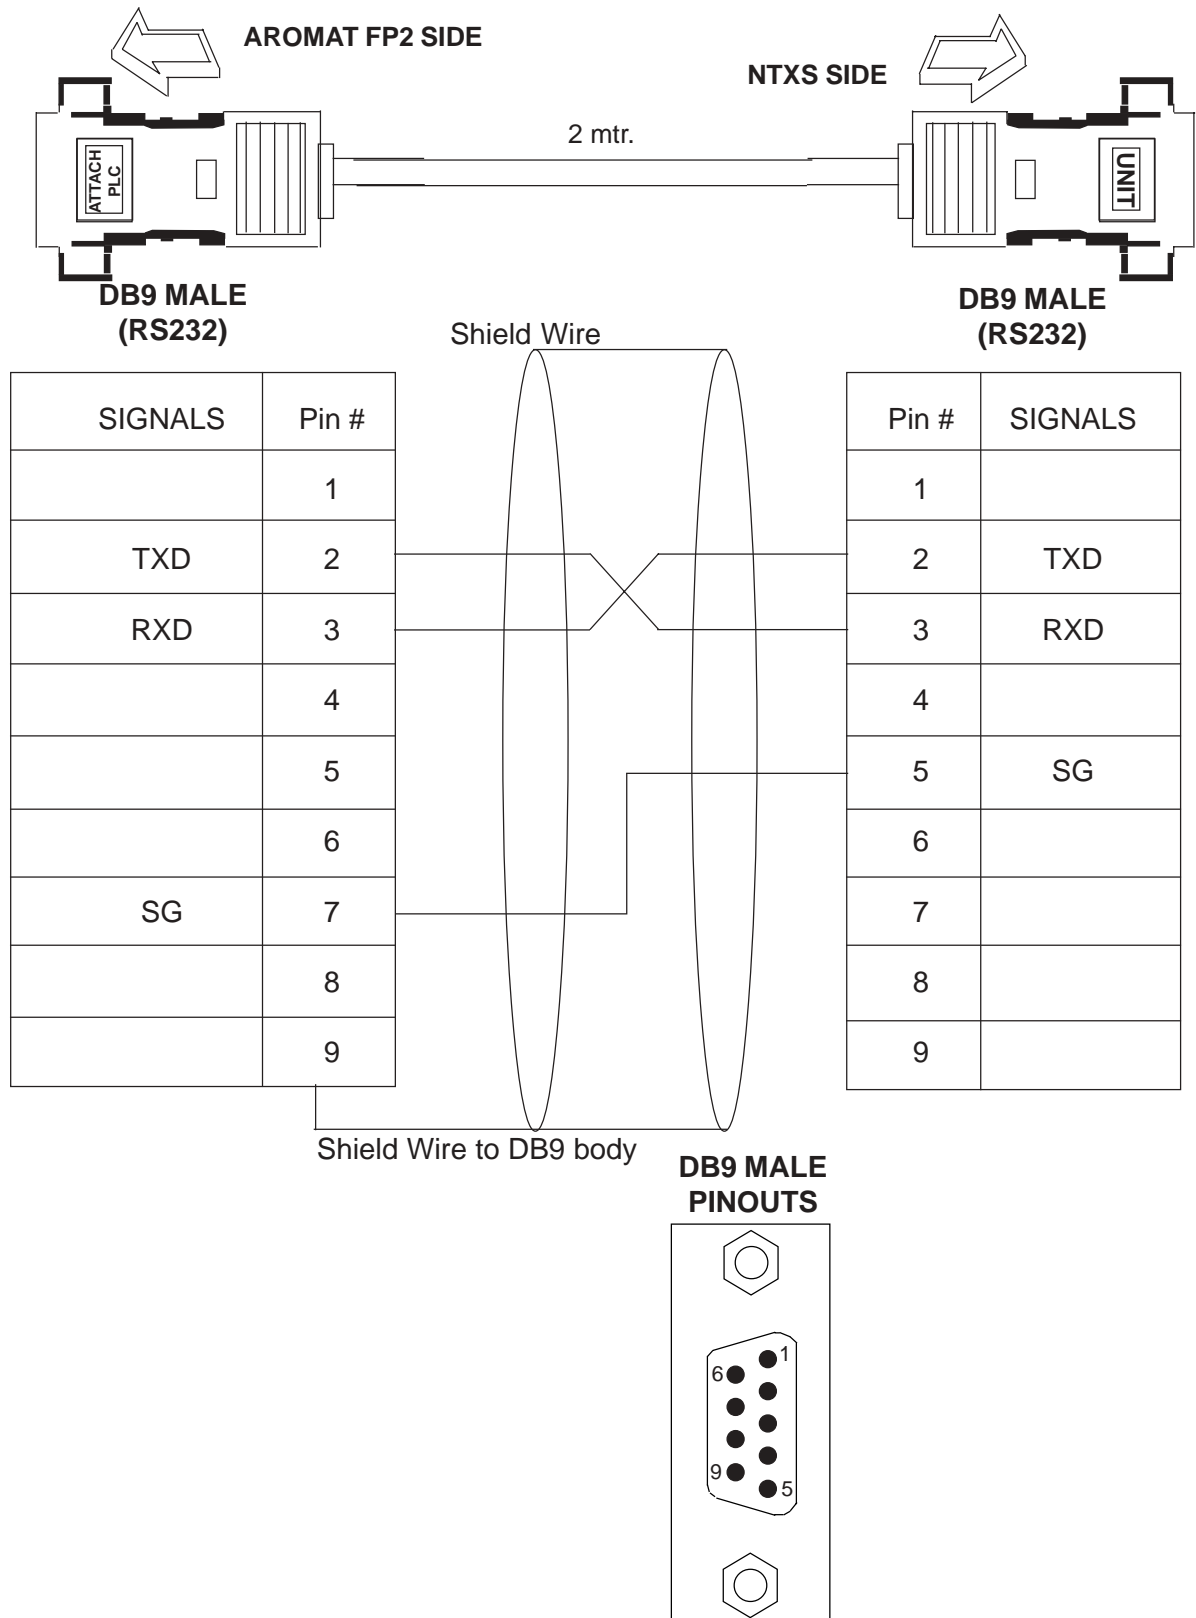 AROMAT FP2 SIDE
NTXS SIDE
2 mtr.
ATTACH
PLC
UNIT
DB9 MALE
(RS232)
DB9 MALE
(RS232)
Shield Wire
SIGNALS Pin #
1
TXD 2
RXD 3
4
5
6
SG 7
8
9
Pin # SIGNALS
1
2 TXD
3 RXD
4
5 SG
6
7
8
9
Shield Wire to DB9 body
DB9 MALE
PINOUTS
1
6
9
5